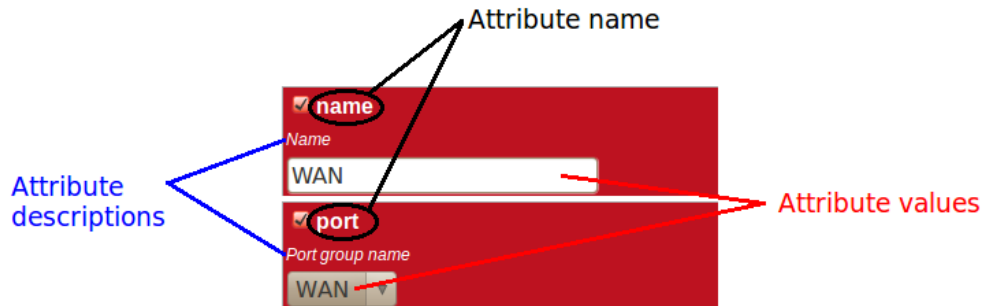 Attribute name
name
Name
WAN
Attribute
descriptions
Attribute values
port
Port group name
WAN